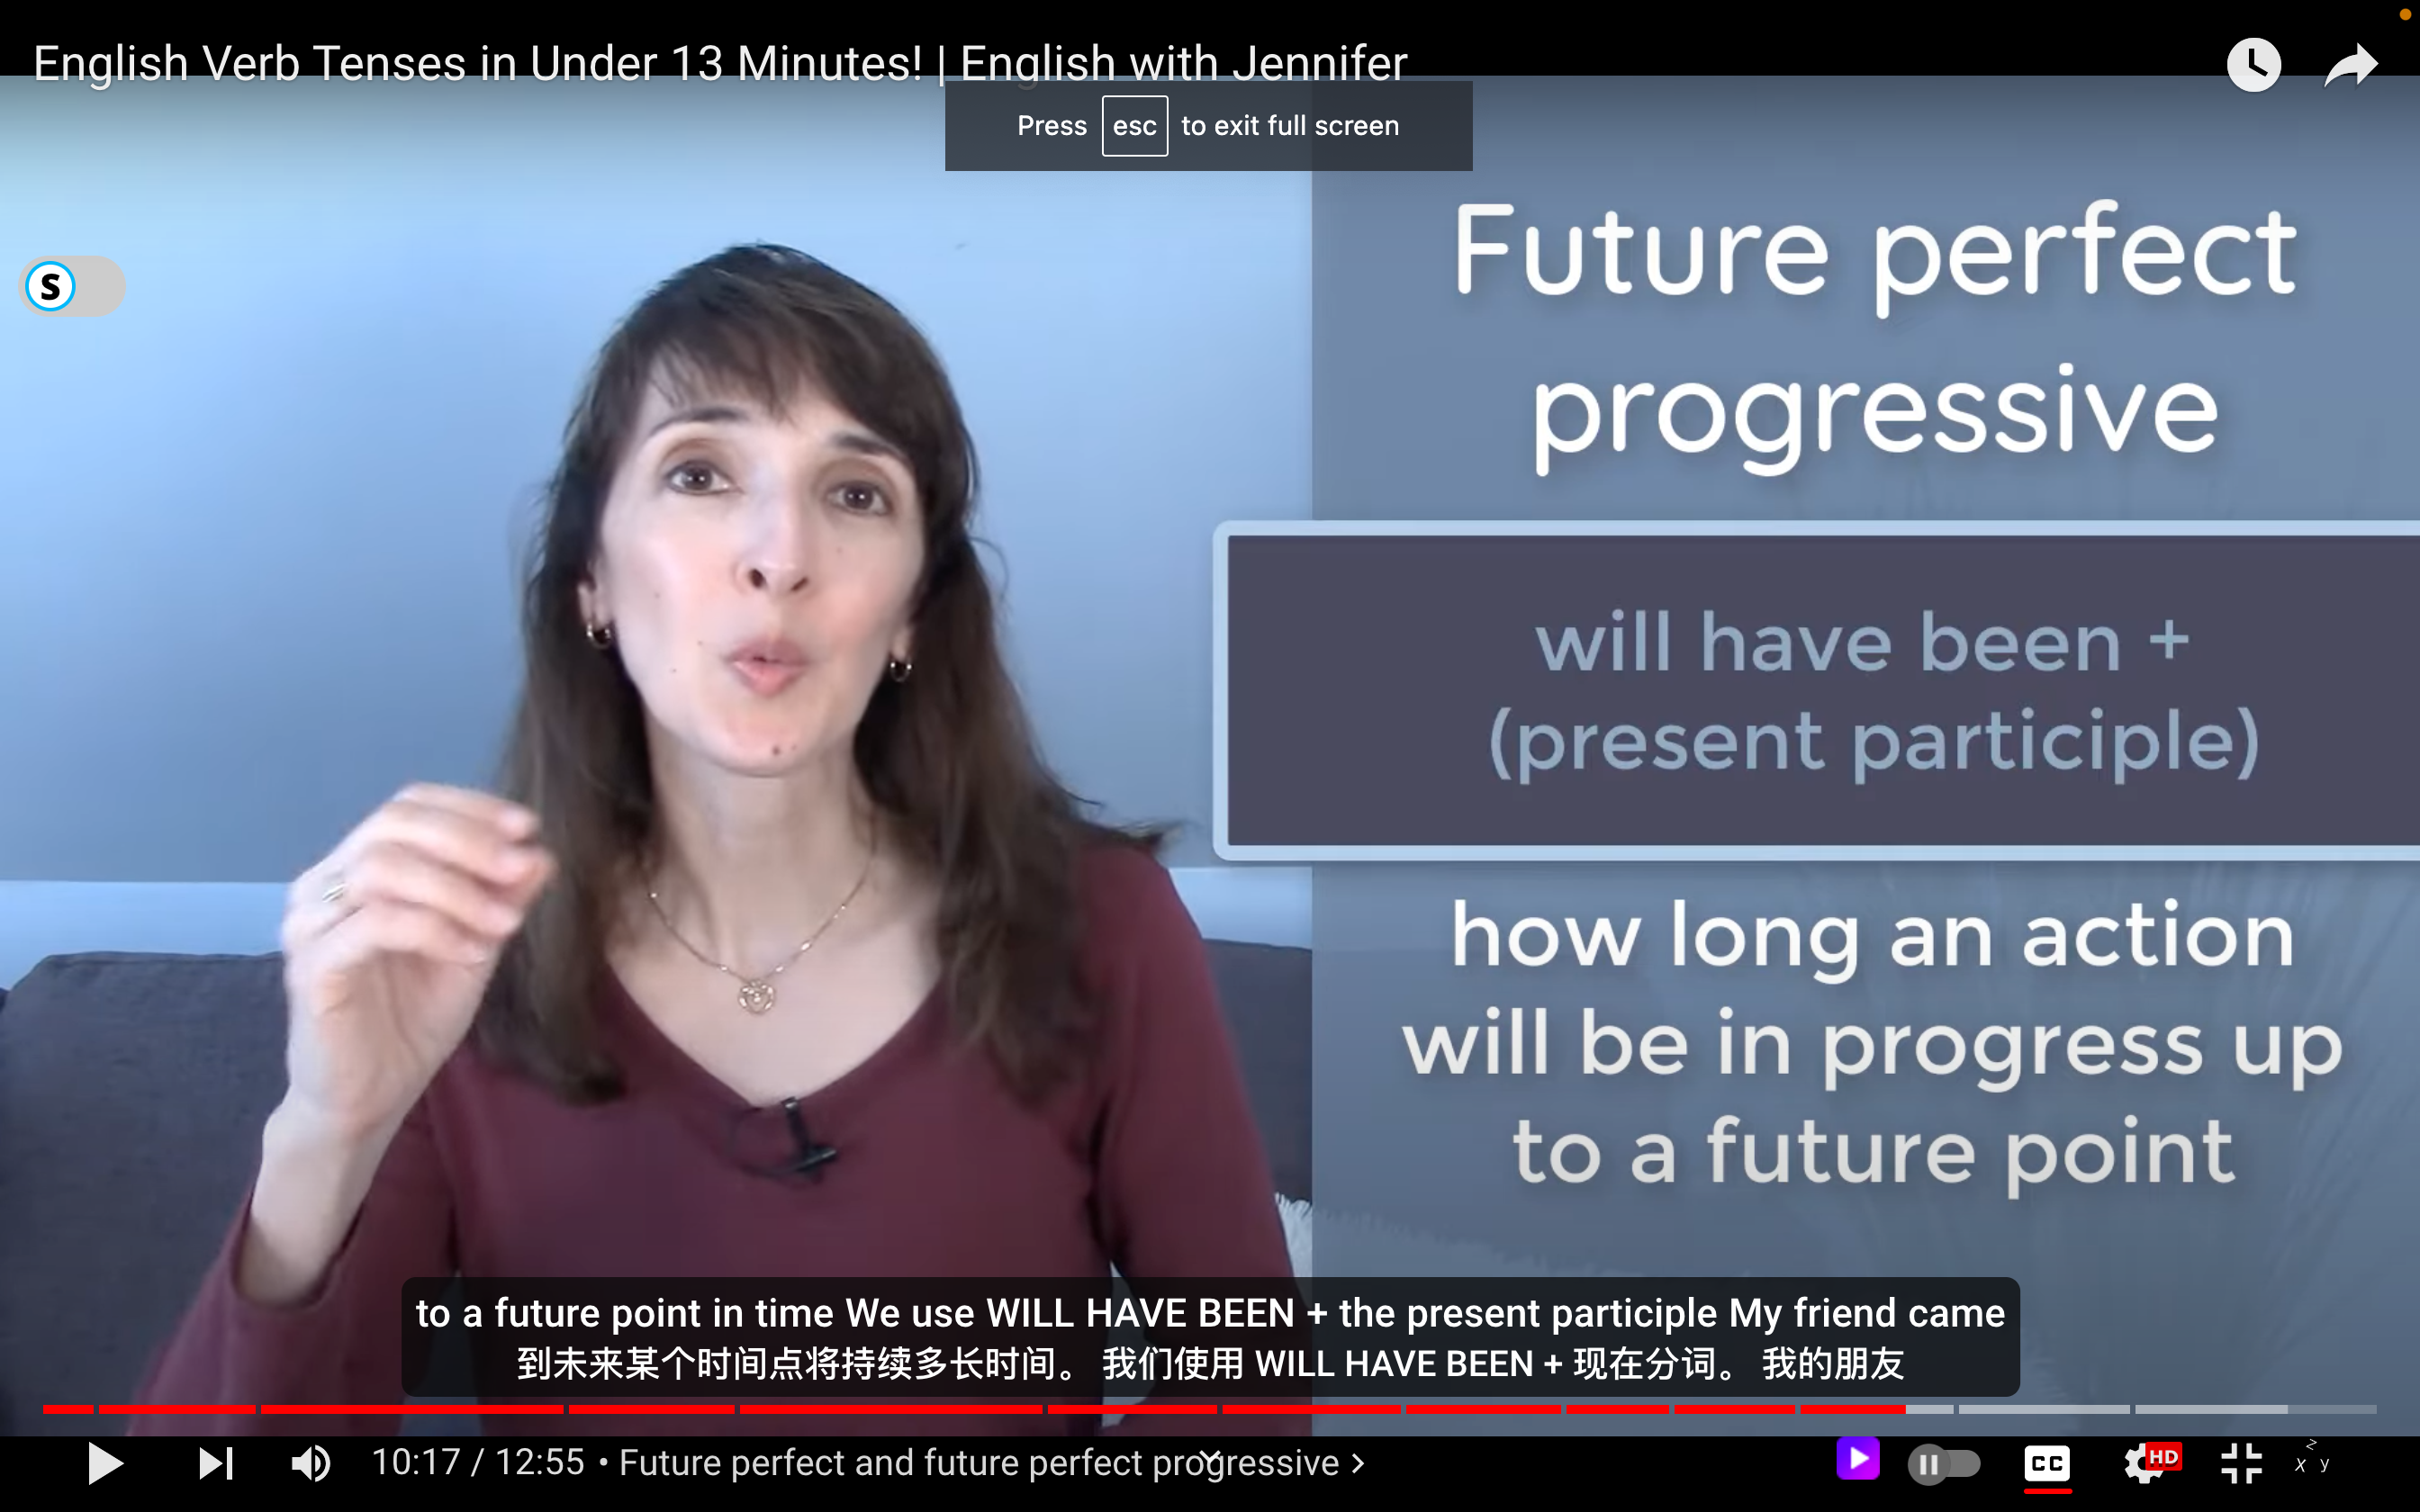 English Verb Tenses in Under 13 Minutes! | English with Jennifer
Press esc to exit full screen
S
Future perfect
progressive
will have been +
(present participle)
how long an action
will be in progress up
to a future point
to a future point in time We use WILL HAVE BEEN + the present participle My friend came
到未来某个时间点将持续多长时间。 我们使用 WILL HAVE BEEN + 现在分词。 我的朋友
10:17 / 12:55 • Future perfect and future perfect progressive
CC
HD
x y